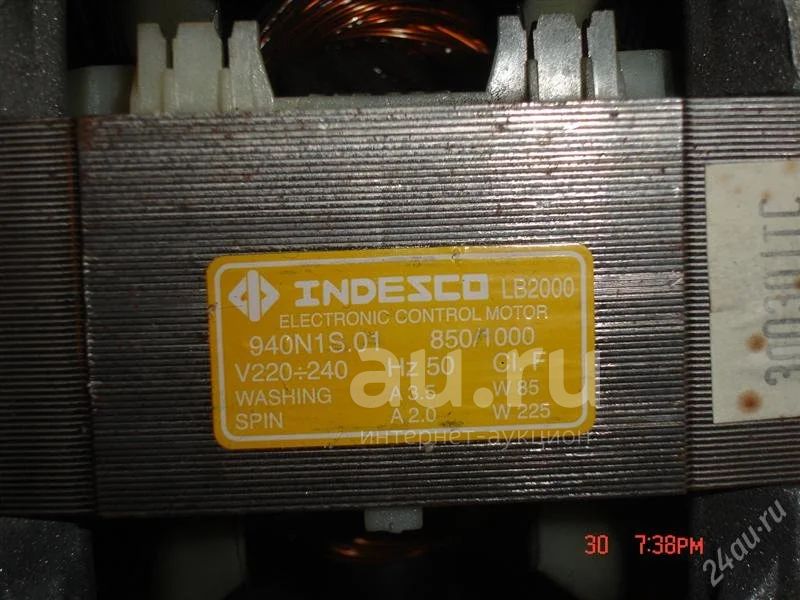 INDESCO LB2000
ELECTRONIC CONTROL MOTOR
940N1S.01 850/1000
V220÷240 Hz 50 Cl. F
WASHING A 3.5 W 85
SPIN A 2.0 W 225
au.ru
интернет-аукцион
300301TC
30 7:38PM
24au.ru